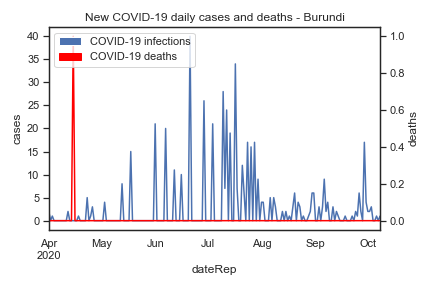 New COVID-19 daily cases and deaths - Burundi
COVID-19 infections
COVID-19 deaths
40
35
30
25
20
15
10
5
0
cases
1.0
0.8
0.6
0.4
0.2
0.0
deaths
Apr May Jun Jul Aug Sep Oct
2020
dateRep